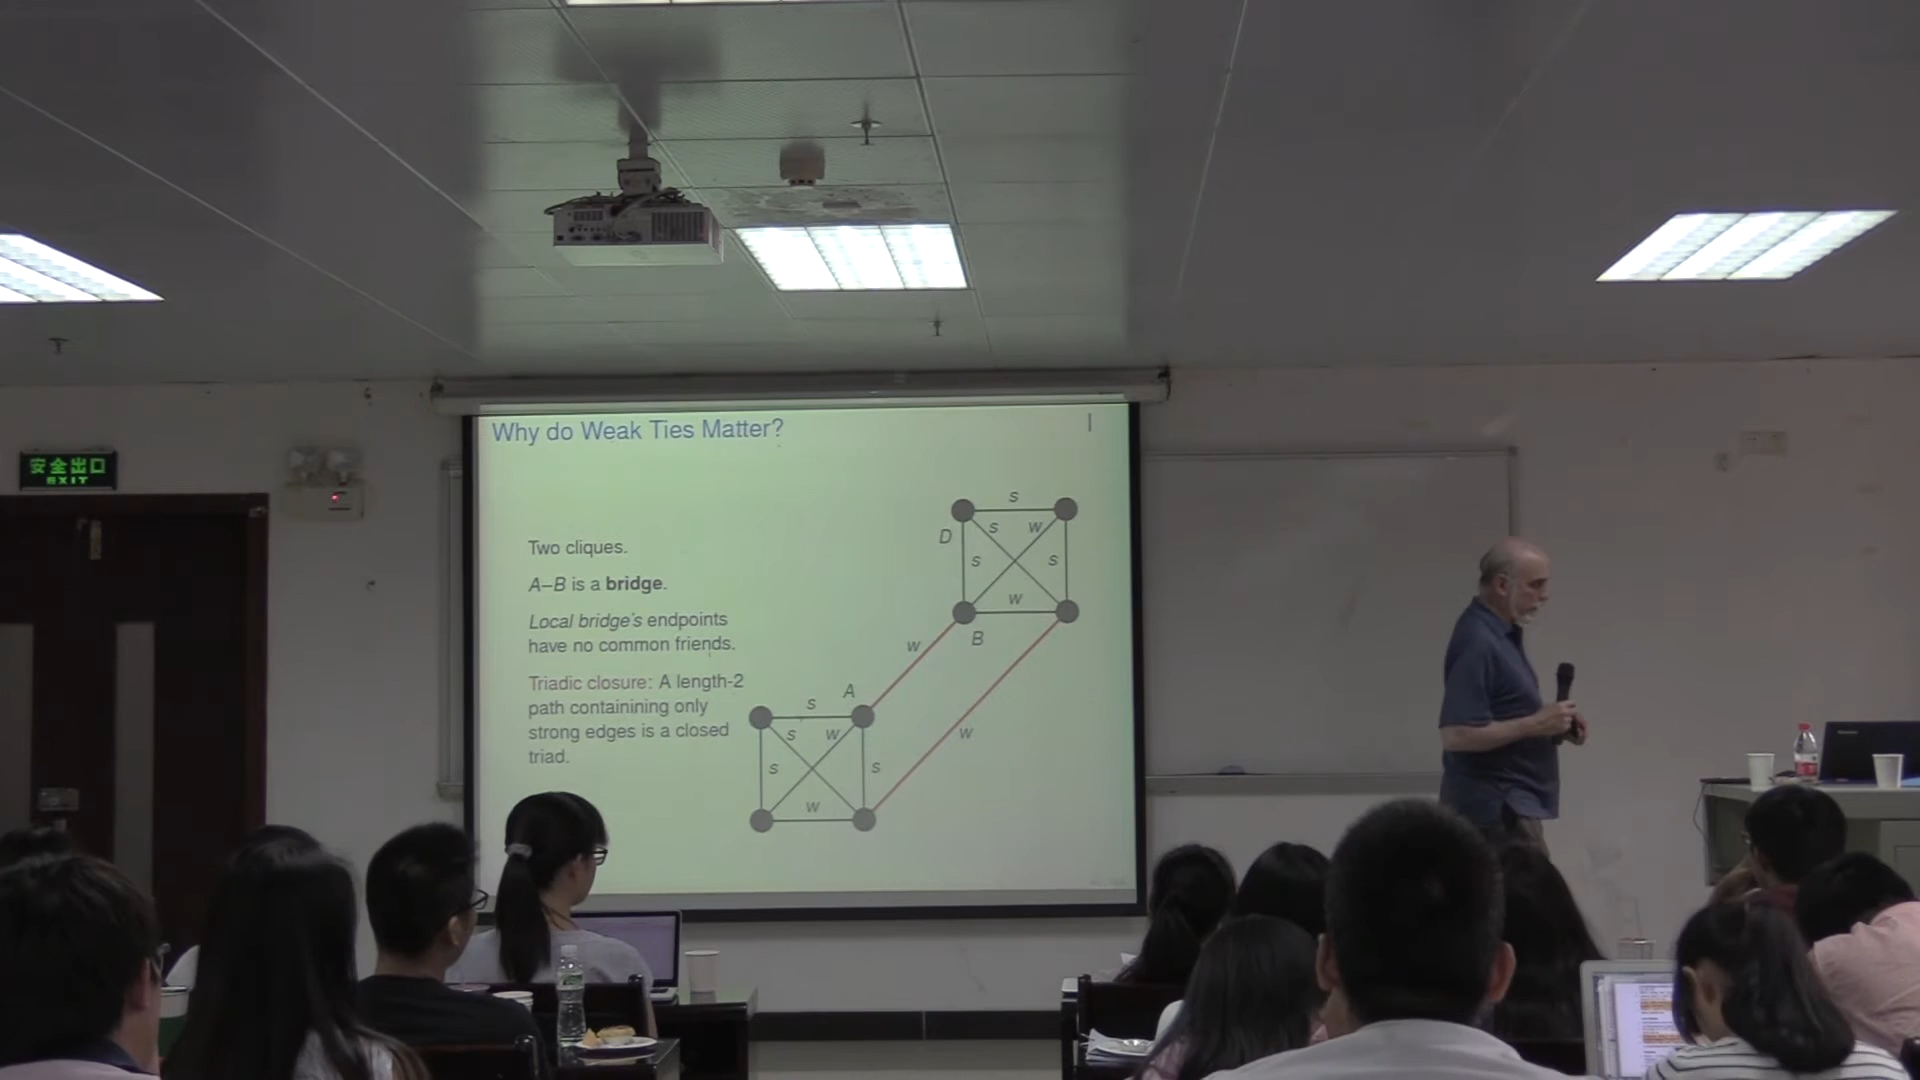 安全出口
EXIT
Why do Weak Ties Matter?
Two cliques.
A–B is a bridge.
Local bridge's endpoints
have no common friends.
Triadic closure: A length-2
path containining only
strong edges is a closed
triad.
s
D
s
w
s
s
w
B
w
A
s
s
w
w
s
s
w